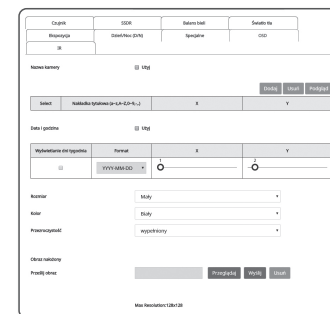 Czujnik SSDR Balans bieli Światło tła
Ekspozycja Dzień/Noc (D/N) Specjalne OSD
IR
Nazwa kamery Użyj
Dodaj Usuń Podgląd
Select Nakładka tytułowa (a~z,A~Z,0~9,-,.) X Y
Data i godzina Użyj
Wyświetlanie dni tygodnia Format X Y
YYYY-MM-DD 1 2
Rozmiar Mały
Kolor Biały
Przezroczystość wypełniony
Obraz nałożony
Prześlij obraz Przeglądaj Wyślij Usuń
Max Resolution:128x128